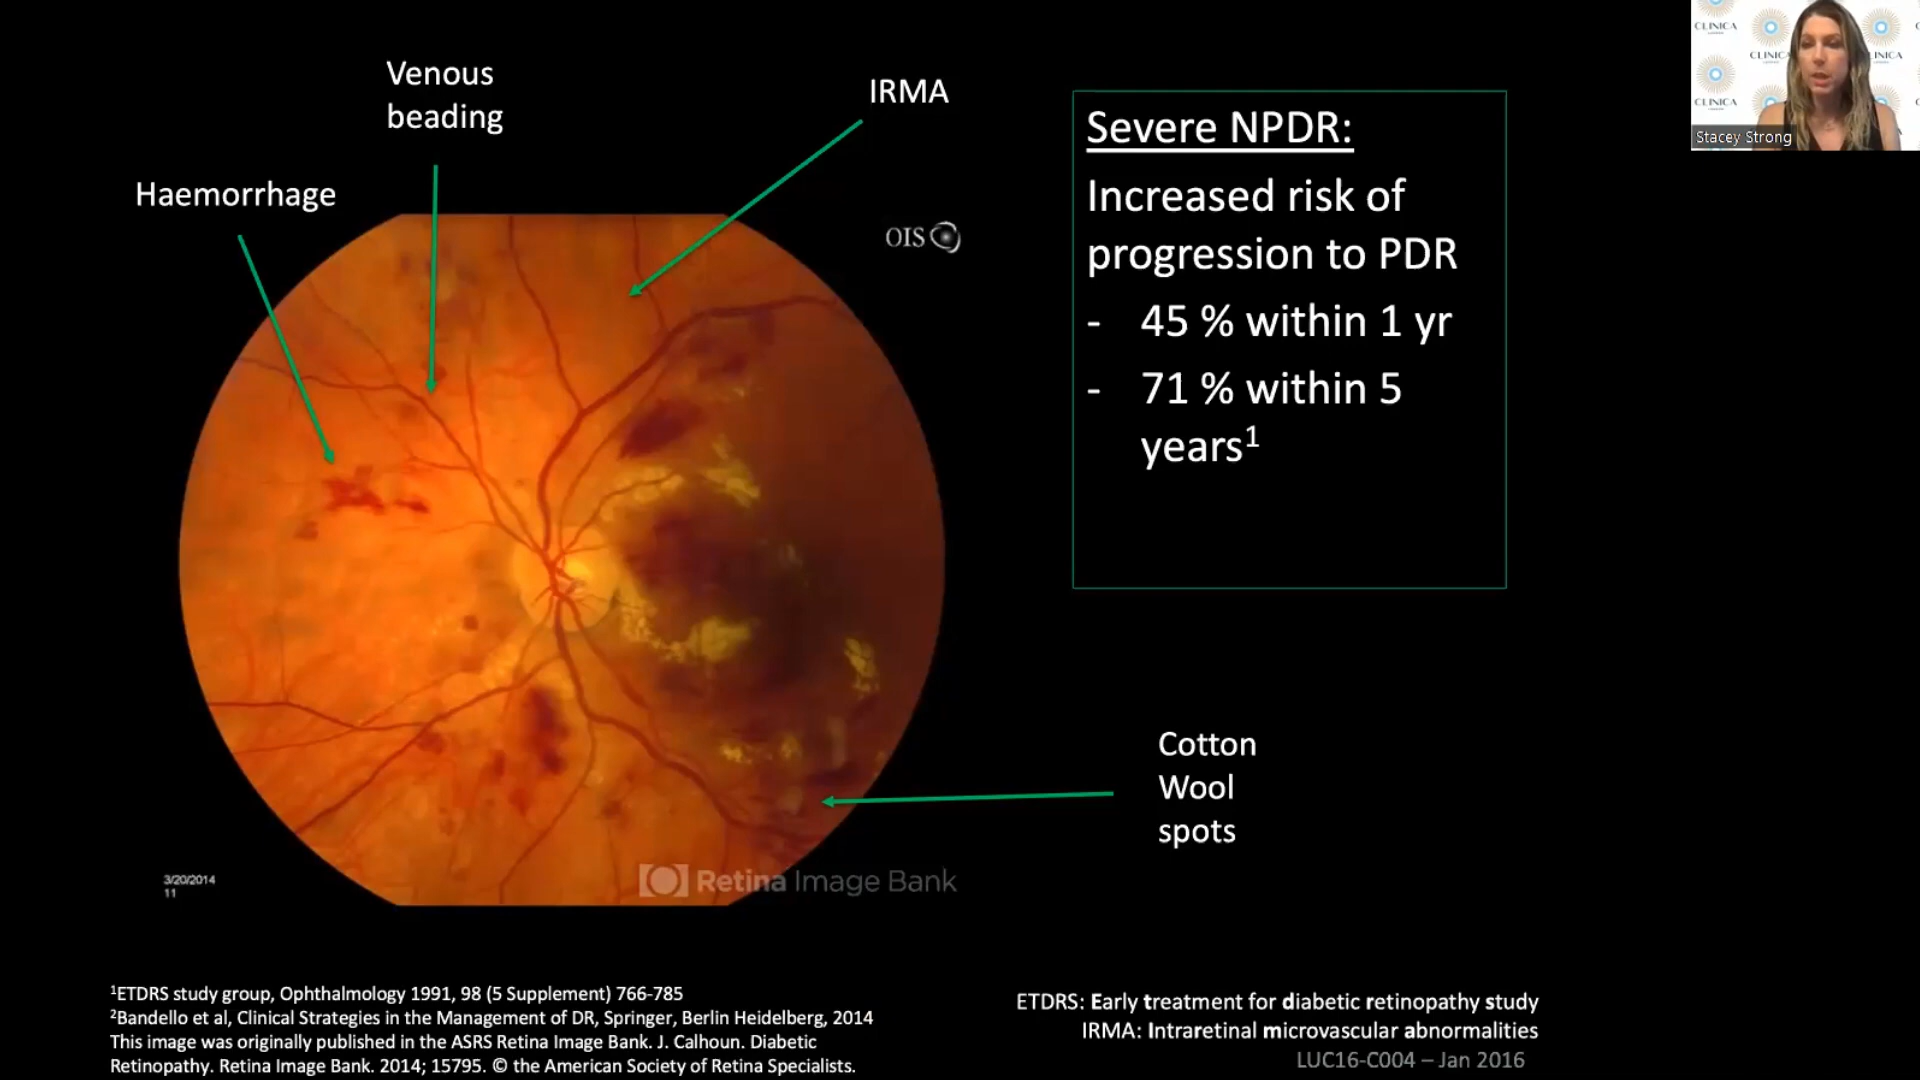 Venous
beading
IRMA
Haemorrhage
OIS
Severe NPDR:
Increased risk of
progression to PDR
- 45 % within 1 yr
- 71 % within 5
years¹
CLINICA
CLINICA
Stacey Strong
Cotton
Wool
spots
3/20/2014
11
Retina Image Bank
¹ETDRS study group, Ophthalmology 1991, 98 (5 Supplement) 766-785
²Bandello et al, Clinical Strategies in the Management of DR, Springer, Berlin Heidelberg, 2014
This image was originally published in the ASRS Retina Image Bank. J. Calhoun. Diabetic
Retinopathy. Retina Image Bank. 2014; 15795. © the American Society of Retina Specialists.
ETDRS: Early treatment for diabetic retinopathy study
IRMA: Intraretinal microvascular abnormalities
LUC16-C004 – Jan 2016